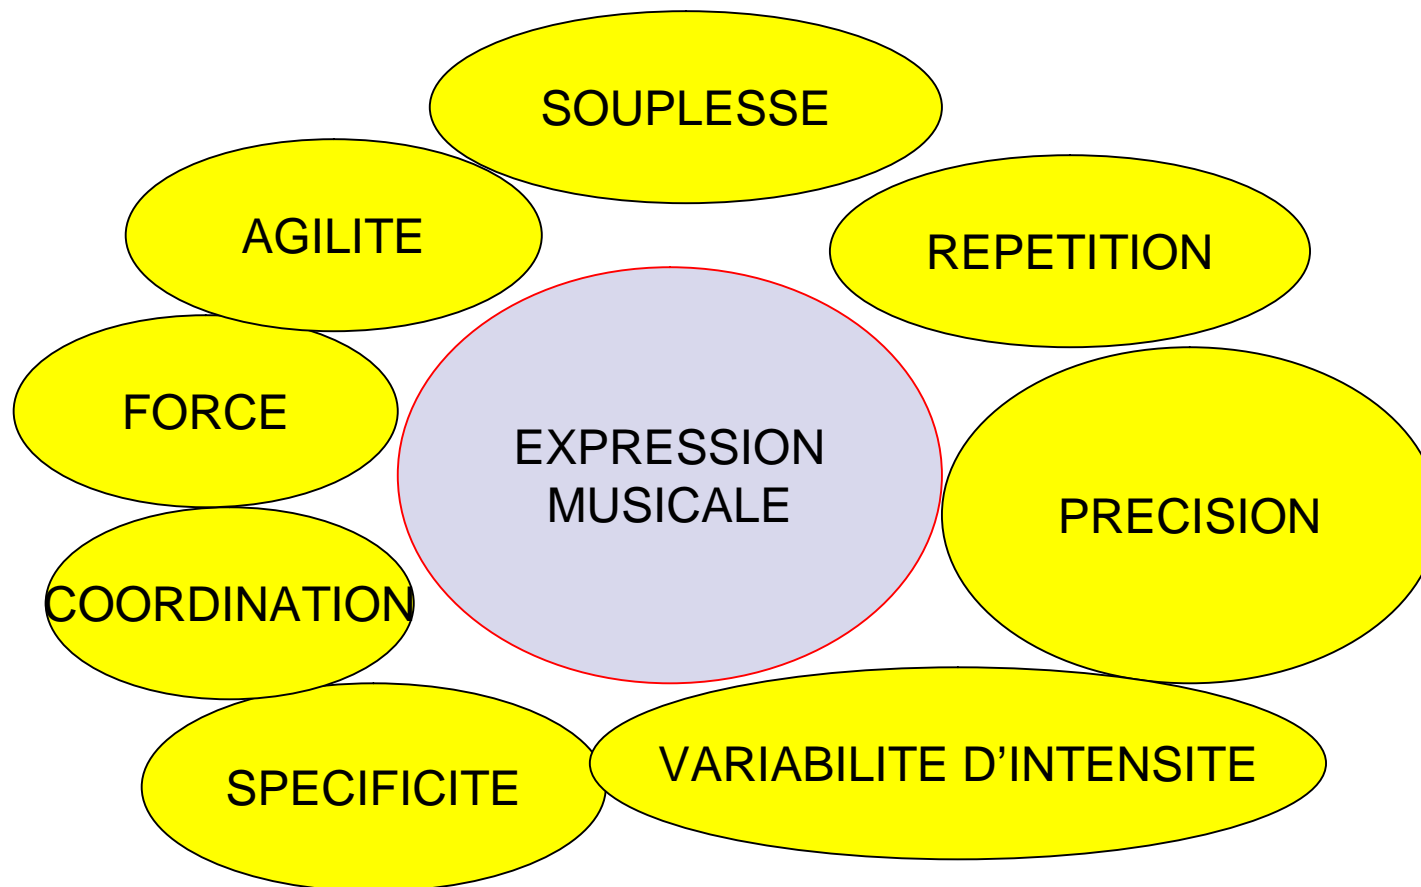 SOUPLESSE
AGILITE
REPETITION
FORCE
EXPRESSION
MUSICALE
PRECISION
COORDINATION
VARIABILITE D’INTENSITE
SPECIFICITE